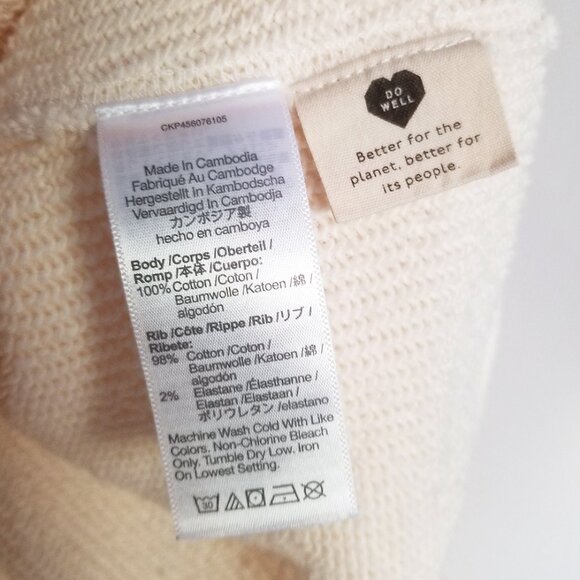 CKP456076105
Made In Cambodia
Fabriqué Au Cambodge
Hergestellt In Kambodscha
Vervaardigd In Cambodja
カンボジア製
hecho en camboya
Body /Corps /Oberteil /
Romp /本体 /Cuerpo:
100% Cotton /Coton /
Baumwolle /Katoen /綿 /
algodón
Rib /Côte /Rippe /Rib /リブ /
Ribete:
98% Cotton /Coton /
Baumwolle /Katoen /綿 /
algodón
2% Elastane /Élasthanne /
Elastan /Elastaan /
ポリウレタン /elastano
Machine Wash Cold With Like
Colors. Non-Chlorine Bleach
Only. Tumble Dry Low. Iron
On Lowest Setting.
30
DO
WELL
Better for the
planet, better for
its people.